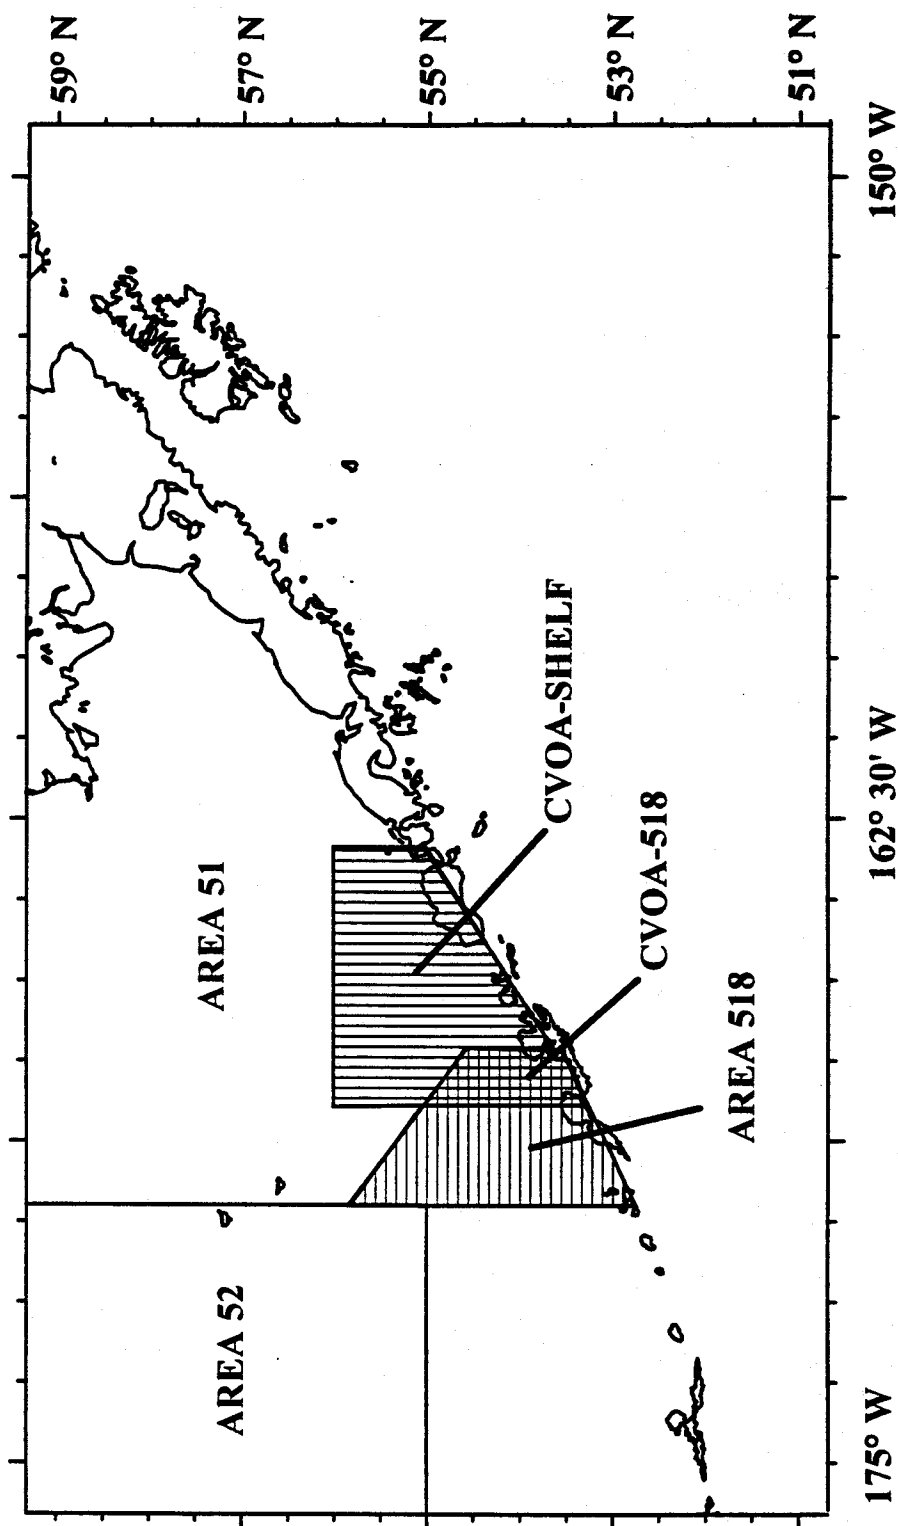 59° N
57° N
55° N
53° N
51° N
AREA 52
AREA 51
CVOA-SHELF
CVOA-518
AREA 518
175° W
162° 30' W
150° W